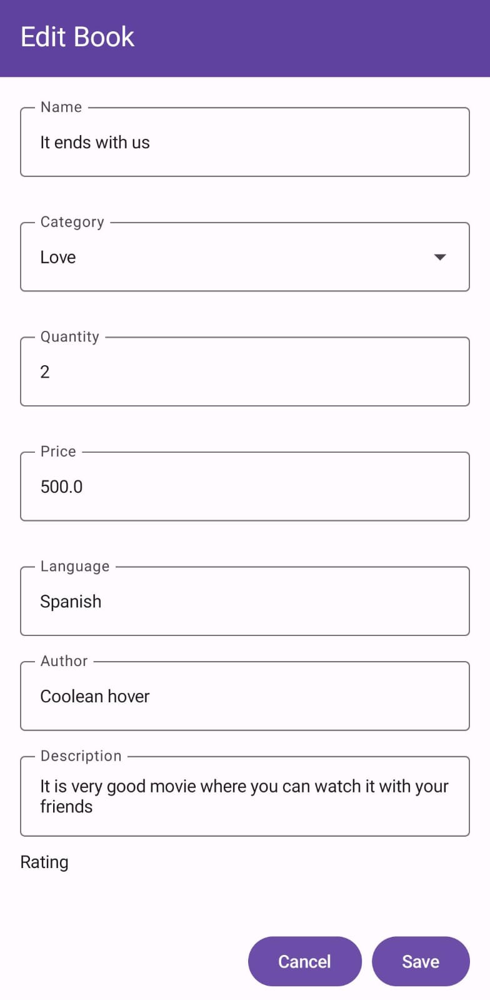 Edit Book
Name
It ends with us
Category
Love
Quantity
2
Price
500.0
Language
Spanish
Author
Coolean hover
Description
It is very good movie where you can watch it with your
friends
Rating
Cancel
Save